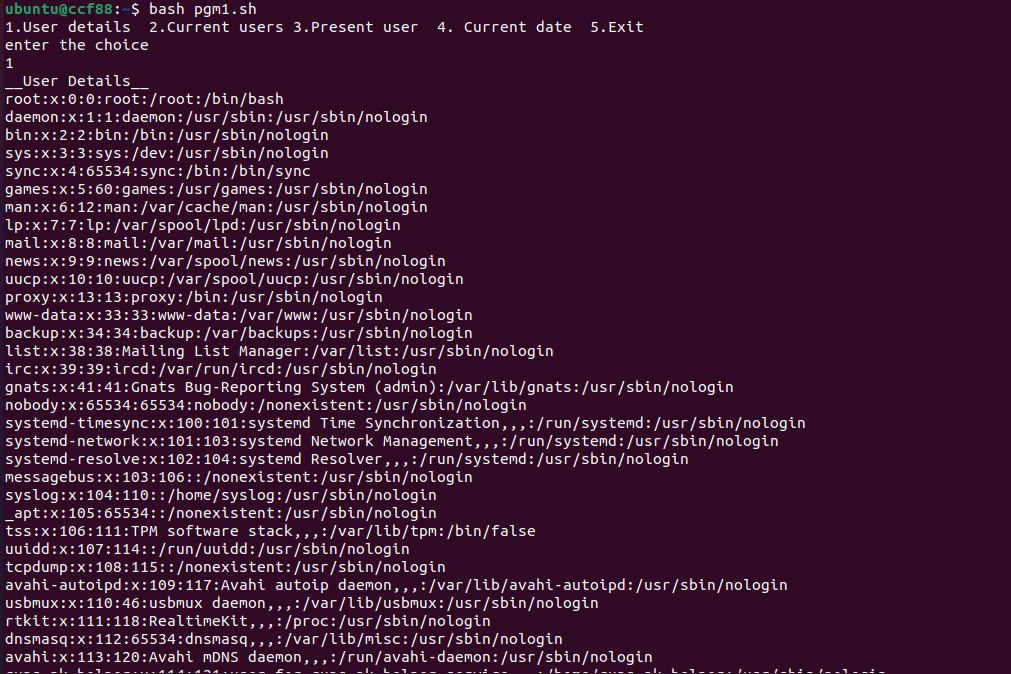 ubuntu@ccf88:~$ bash pgm1.sh
1.User details  2.Current users 3.Present user  4. Current date  5.Exit
enter the choice
1
__User Details__
root:x:0:0:root:/root:/bin/bash
daemon:x:1:1:daemon:/usr/sbin:/usr/sbin/nologin
bin:x:2:2:bin:/bin:/usr/sbin/nologin
sys:x:3:3:sys:/dev:/usr/sbin/nologin
sync:x:4:65534:sync:/bin:/bin/sync
games:x:5:60:games:/usr/games:/usr/sbin/nologin
man:x:6:12:man:/var/cache/man:/usr/sbin/nologin
lp:x:7:7:lp:/var/spool/lpd:/usr/sbin/nologin
mail:x:8:8:mail:/var/mail:/usr/sbin/nologin
news:x:9:9:news:/var/spool/news:/usr/sbin/nologin
uucp:x:10:10:uucp:/var/spool/uucp:/usr/sbin/nologin
proxy:x:13:13:proxy:/bin:/usr/sbin/nologin
www-data:x:33:33:www-data:/var/www:/usr/sbin/nologin
backup:x:34:34:backup:/var/backups:/usr/sbin/nologin
list:x:38:38:Mailing List Manager:/var/list:/usr/sbin/nologin
irc:x:39:39:ircd:/var/run/ircd:/usr/sbin/nologin
gnats:x:41:41:Gnats Bug-Reporting System (admin):/var/lib/gnats:/usr/sbin/nologin
nobody:x:65534:65534:nobody:/nonexistent:/usr/sbin/nologin
systemd-timesync:x:100:101:systemd Time Synchronization,,,:/run/systemd:/usr/sbin/nologin
systemd-network:x:101:103:systemd Network Management,,,:/run/systemd:/usr/sbin/nologin
systemd-resolve:x:102:104:systemd Resolver,,,:/run/systemd:/usr/sbin/nologin
messagebus:x:103:106::/nonexistent:/usr/sbin/nologin
syslog:x:104:110::/home/syslog:/usr/sbin/nologin
_apt:x:105:65534::/nonexistent:/usr/sbin/nologin
tss:x:106:111:TPM software stack,,,:/var/lib/tpm:/bin/false
uuidd:x:107:114::/run/uuidd:/usr/sbin/nologin
tcpdump:x:108:115::/nonexistent:/usr/sbin/nologin
avahi-autoipd:x:109:117:Avahi autoip daemon,,,:/var/lib/avahi-autoipd:/usr/sbin/nologin
usbmux:x:110:46:usbmux daemon,,,:/var/lib/usbmux:/usr/sbin/nologin
rtkit:x:111:118:RealtimeKit,,,:/proc:/usr/sbin/nologin
dnsmasq:x:112:65534:dnsmasq,,,:/var/lib/misc:/usr/sbin/nologin
avahi:x:113:120:Avahi mDNS daemon,,,:/run/avahi-daemon:/usr/sbin/nologin